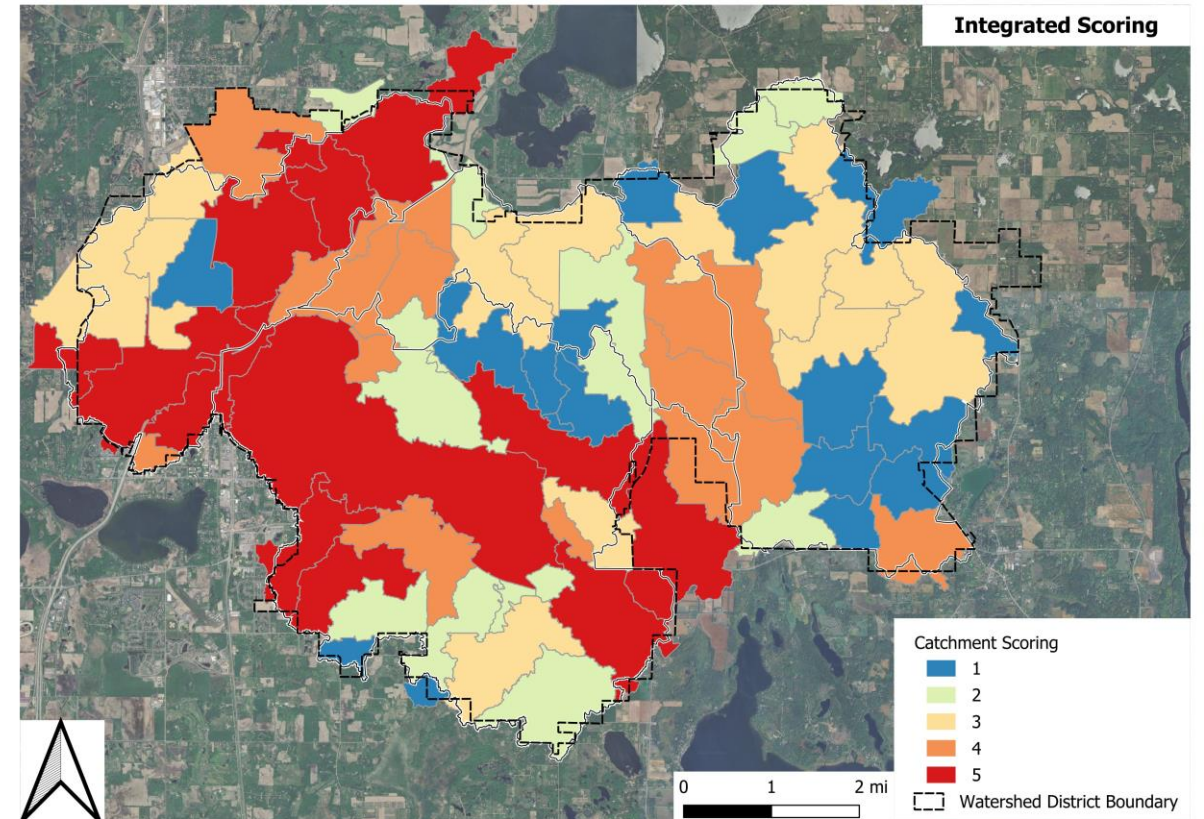 Integrated Scoring
Catchment Scoring
1
2
3
4
5
Watershed District Boundary
0 1 2 mi